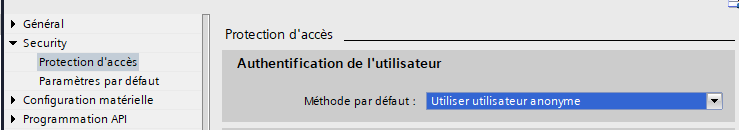 Général
Security
Protection d'accès
Paramètres par défaut
Configuration matérielle
Programmation API
Protection d'accès
Authentification de l'utilisateur
Méthode par défaut : Utiliser utilisateur anonyme